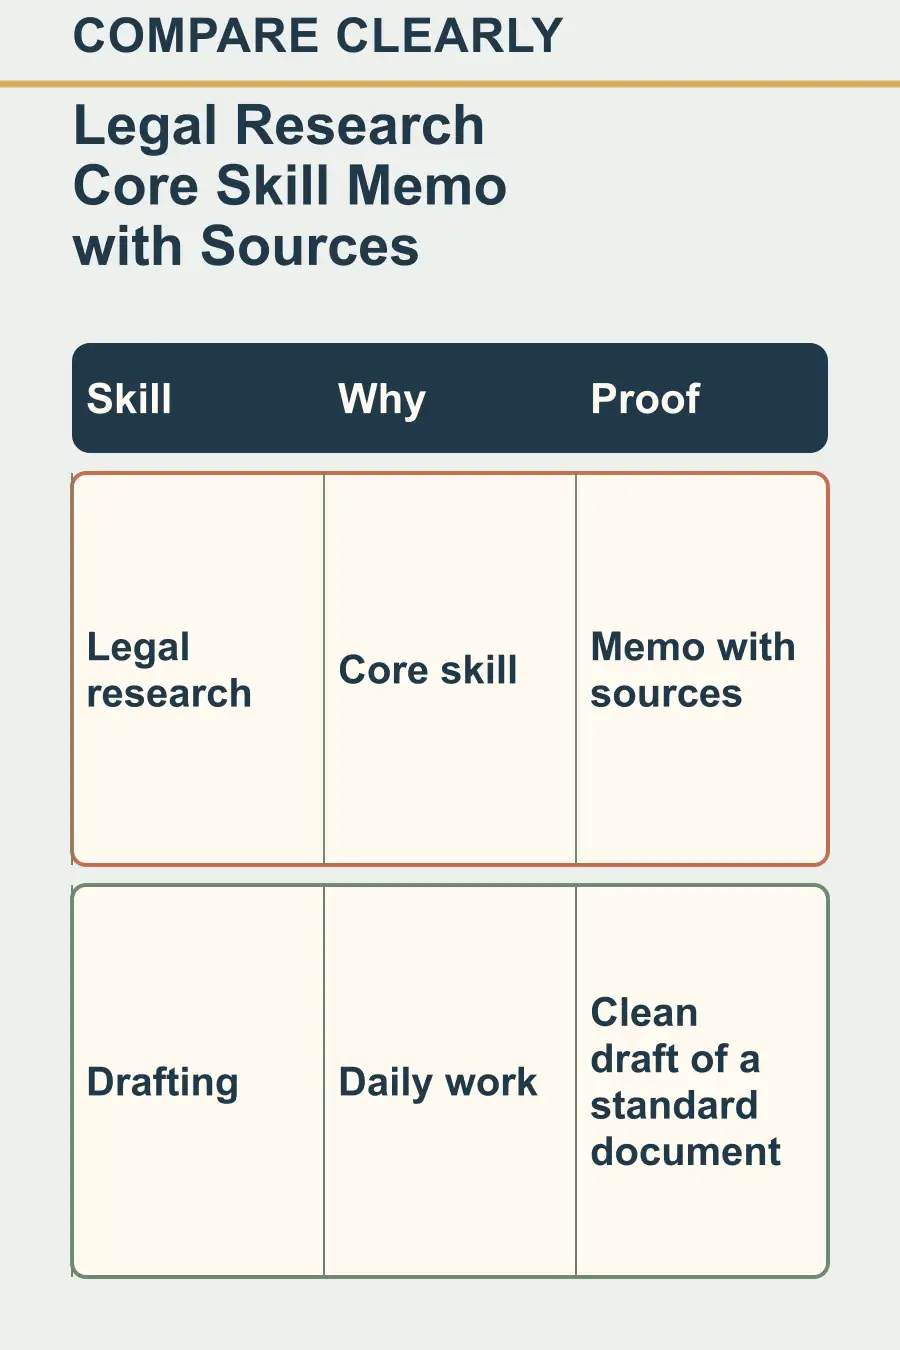 COMPARE CLEARLY
Legal Research
Core Skill Memo
with Sources
Skill Why Proof
Legal
research
Core skill
Memo with
sources
Drafting
Daily work
Clean
draft of a
standard
document